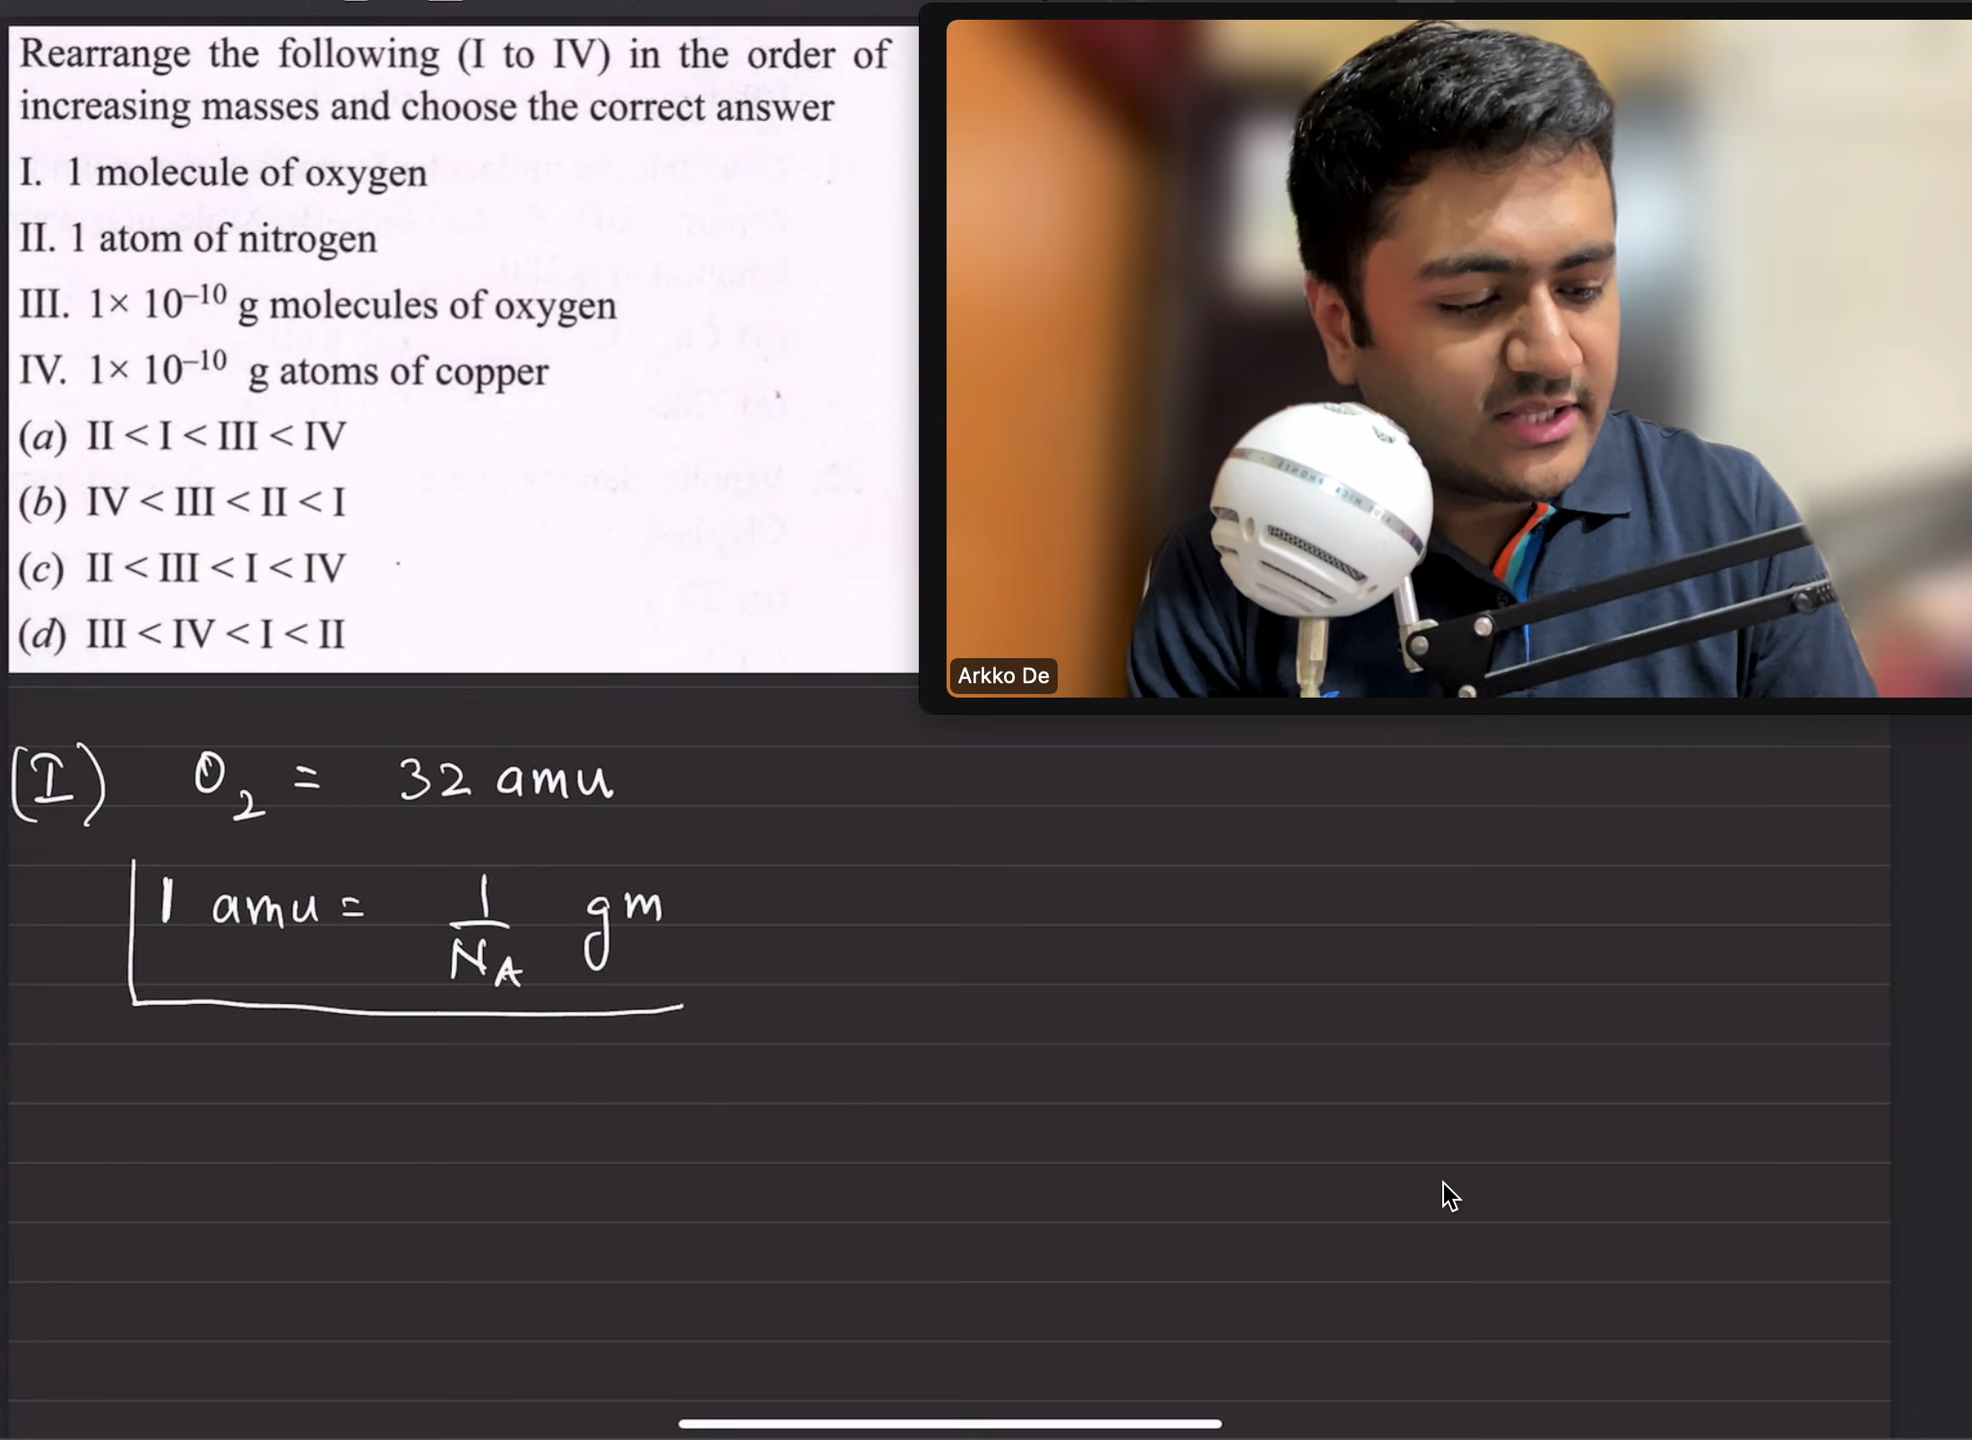 Rearrange the following (I to IV) in the order of
increasing masses and choose the correct answer
I. 1 molecule of oxygen
II. 1 atom of nitrogen
III. 1× 10⁻¹⁰ g molecules of oxygen
IV. 1× 10⁻¹⁰ g atoms of copper
(a) II < I < III < IV
(b) IV < III < II < I
(c) II < III < I < IV
(d) III < IV < I < II
Arkko De
(I) O₂ = 32 amu
1 amu = 1/N_A gm